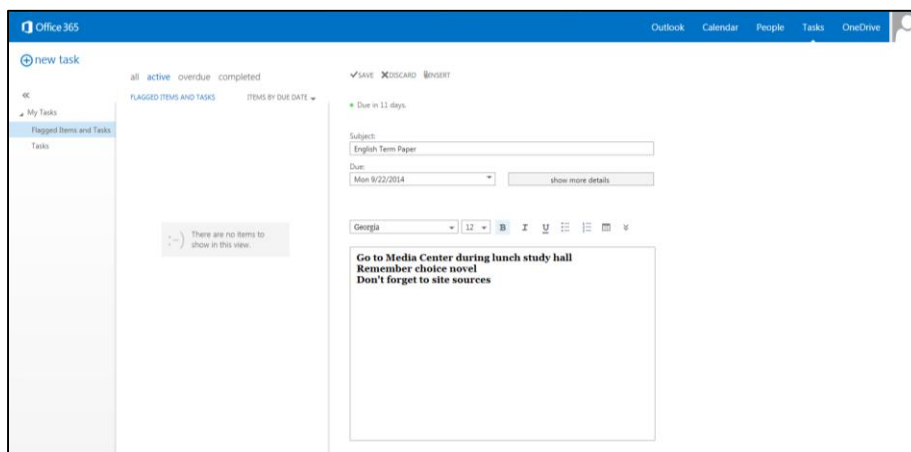 Office 365
Outlook Calendar People Tasks OneDrive
new task
all active overdue completed
SAVE DISCARD INSERT
FLAGGED ITEMS AND TASKS ITEMS BY DUE DATE
Due in 11 days.
My Tasks
Flagged Items and Tasks
Tasks
Subject:
English Term Paper
Due:
Mon 9/22/2014
show more details
:-) There are no items to
show in this view.
Georgia 12 B I U
Go to Media Center during lunch study hall
Remember choice novel
Don't forget to site sources